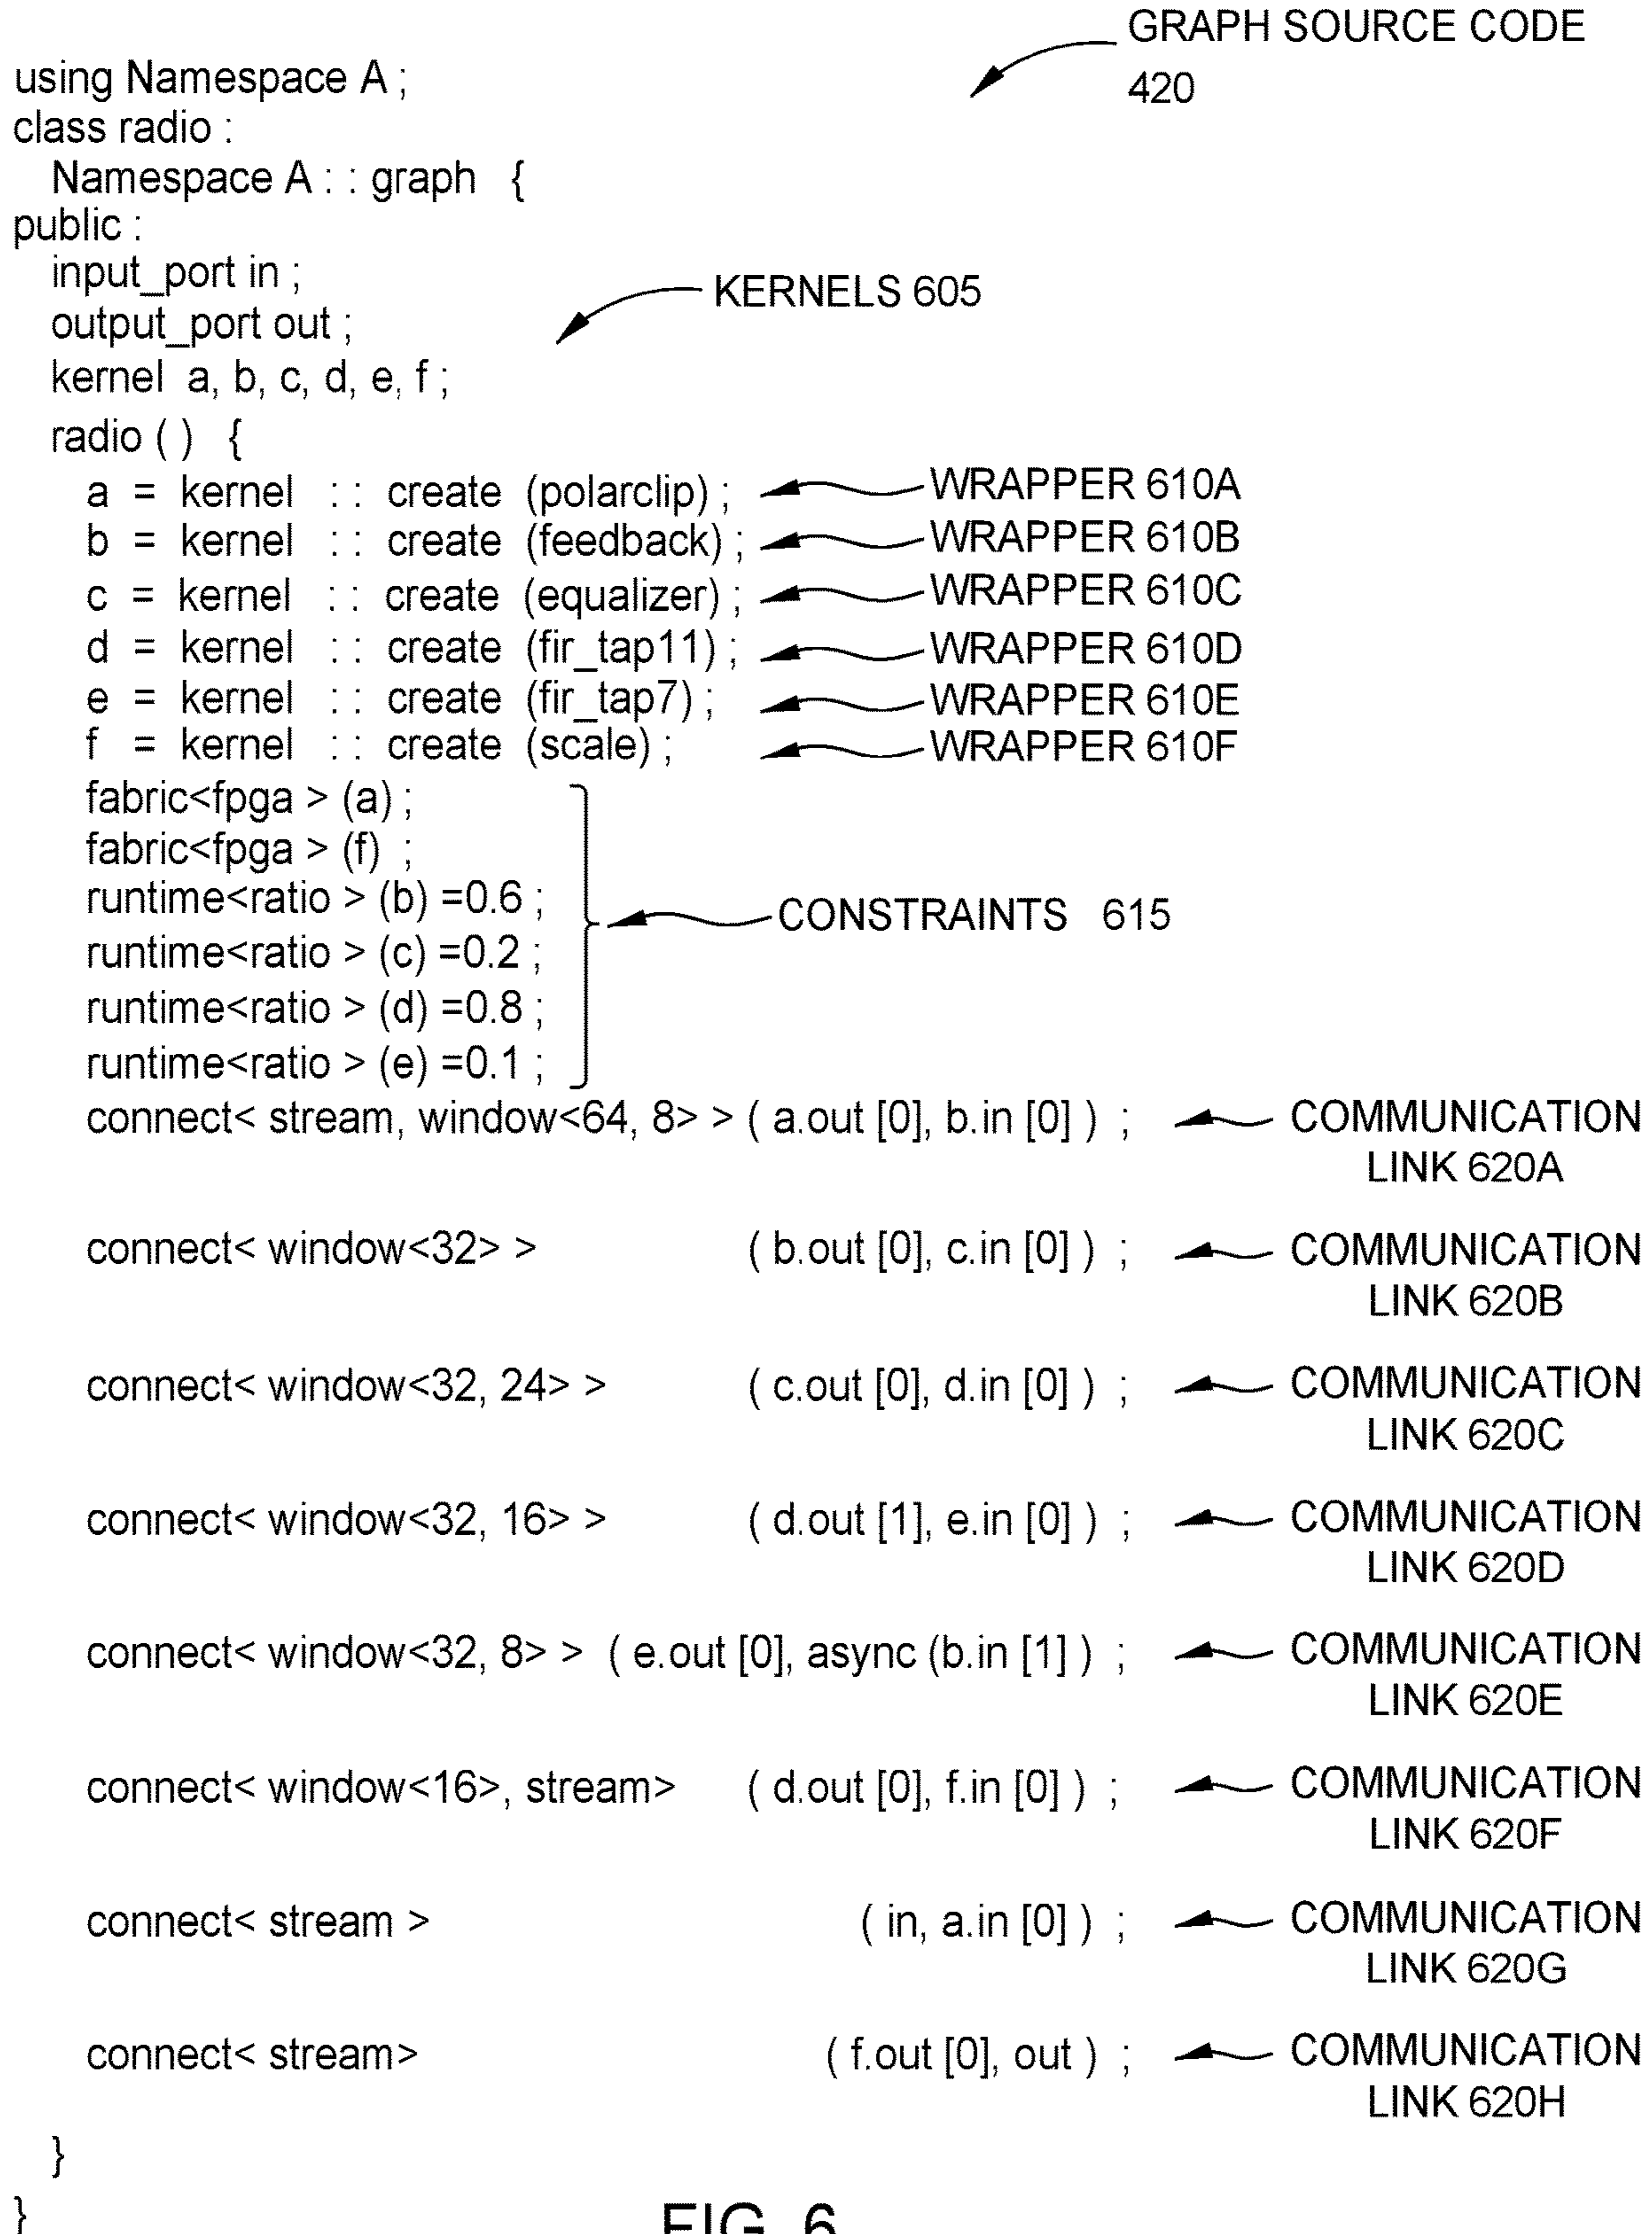 GRAPH SOURCE CODE
420
using Namespace A ;
class radio :
Namespace A : : graph {
public :
input_port in ;
output_port out ;
KERNELS 605
kernel a, b, c, d, e, f ;
radio ( ) {
a = kernel : : create (polarclip) ; WRAPPER 610A
b = kernel : : create (feedback) ; WRAPPER 610B
c = kernel : : create (equalizer) ; WRAPPER 610C
d = kernel : : create (fir_tap11) ; WRAPPER 610D
e = kernel : : create (fir_tap7) ; WRAPPER 610E
f = kernel : : create (scale) ; WRAPPER 610F
fabric<fpga > (a) ;
fabric<fpga > (f) ;
runtime<ratio > (b) =0.6 ;
CONSTRAINTS 615
runtime<ratio > (c) =0.2 ;
runtime<ratio > (d) =0.8 ;
runtime<ratio > (e) =0.1 ;
connect< stream, window<64, 8> > ( a.out [0], b.in [0] ) ; COMMUNICATION
LINK 620A
connect< window<32> > ( b.out [0], c.in [0] ) ; COMMUNICATION
LINK 620B
connect< window<32, 24> > ( c.out [0], d.in [0] ) ; COMMUNICATION
LINK 620C
connect< window<32, 16> > ( d.out [1], e.in [0] ) ; COMMUNICATION
LINK 620D
connect< window<32, 8> > ( e.out [0], async (b.in [1] ) ; COMMUNICATION
LINK 620E
connect< window<16>, stream> ( d.out [0], f.in [0] ) ; COMMUNICATION
LINK 620F
connect< stream > ( in, a.in [0] ) ; COMMUNICATION
LINK 620G
connect< stream> ( f.out [0], out ) ; COMMUNICATION
LINK 620H
}
}
FIG. 6